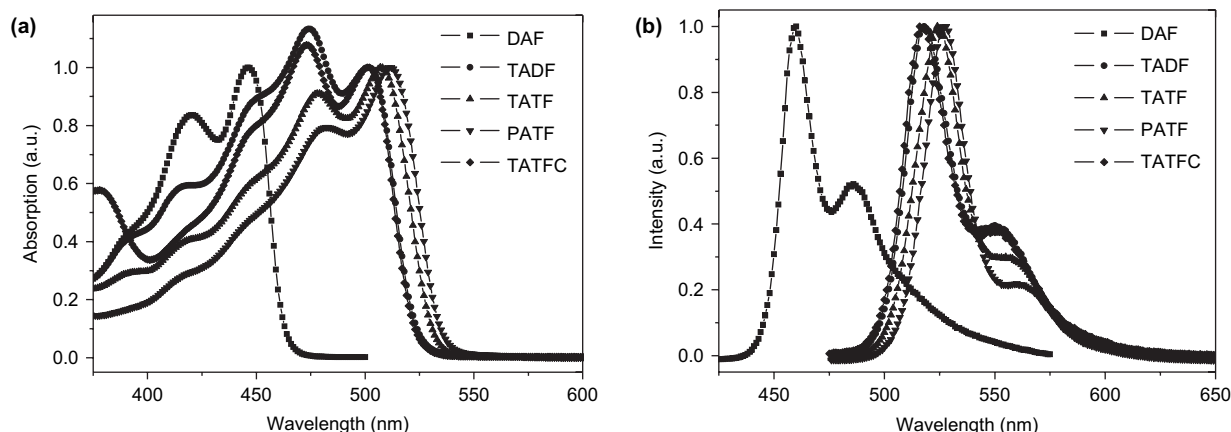 (a)
DAF
TADF
TATF
PATF
TATFC
1.0
0.8
0.6
0.4
0.2
0.0
Absorption (a.u.)
400 450 500 550 600
Wavelength (nm)
(b)
DAF
TADF
TATF
PATF
TATFC
1.0
0.8
0.6
0.4
0.2
0.0
Intensity (a.u.)
450 500 550 600 650
Wavelength (nm)